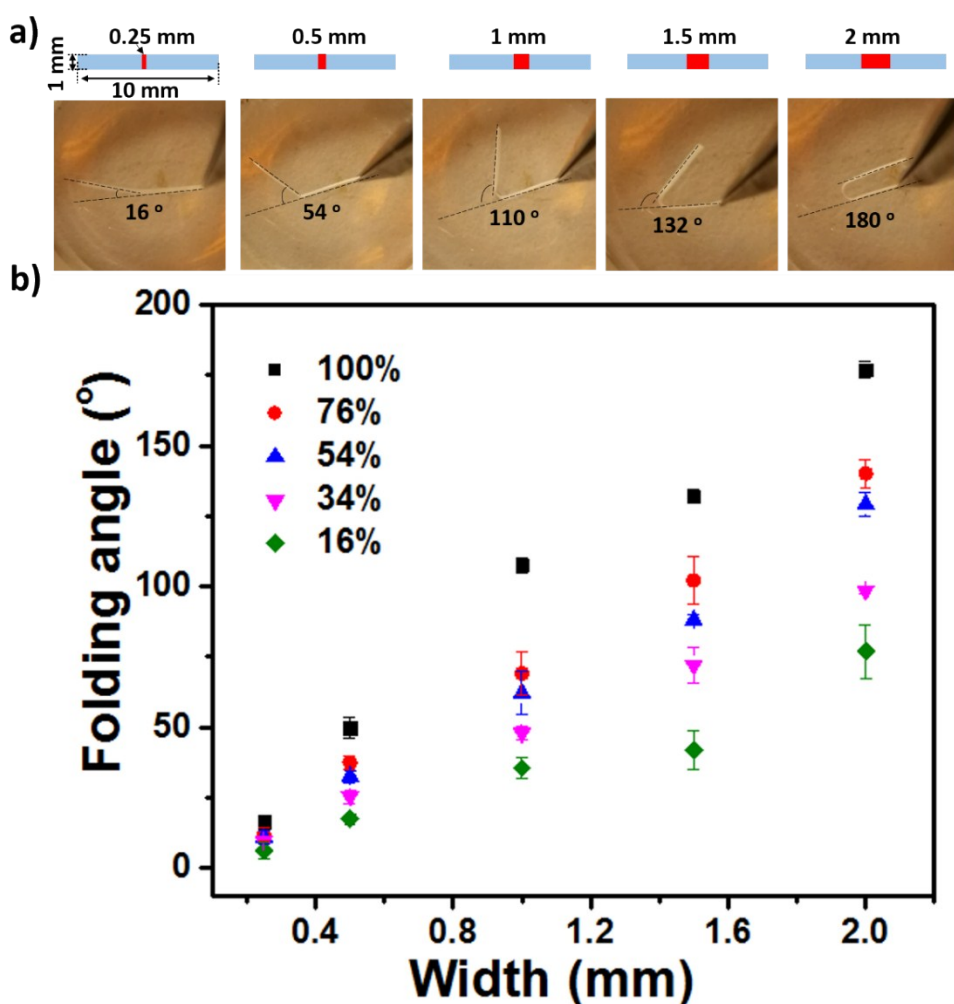 a)
0.25 mm
0.5 mm
1 mm
1.5 mm
2 mm
1 mm
10 mm
16 °
54 °
110 °
132 °
180 °
b)
200
150
100
50
0
Folding angle (°)
100%
76%
54%
34%
16%
0.4
0.8
1.2
1.6
2.0
Width (mm)